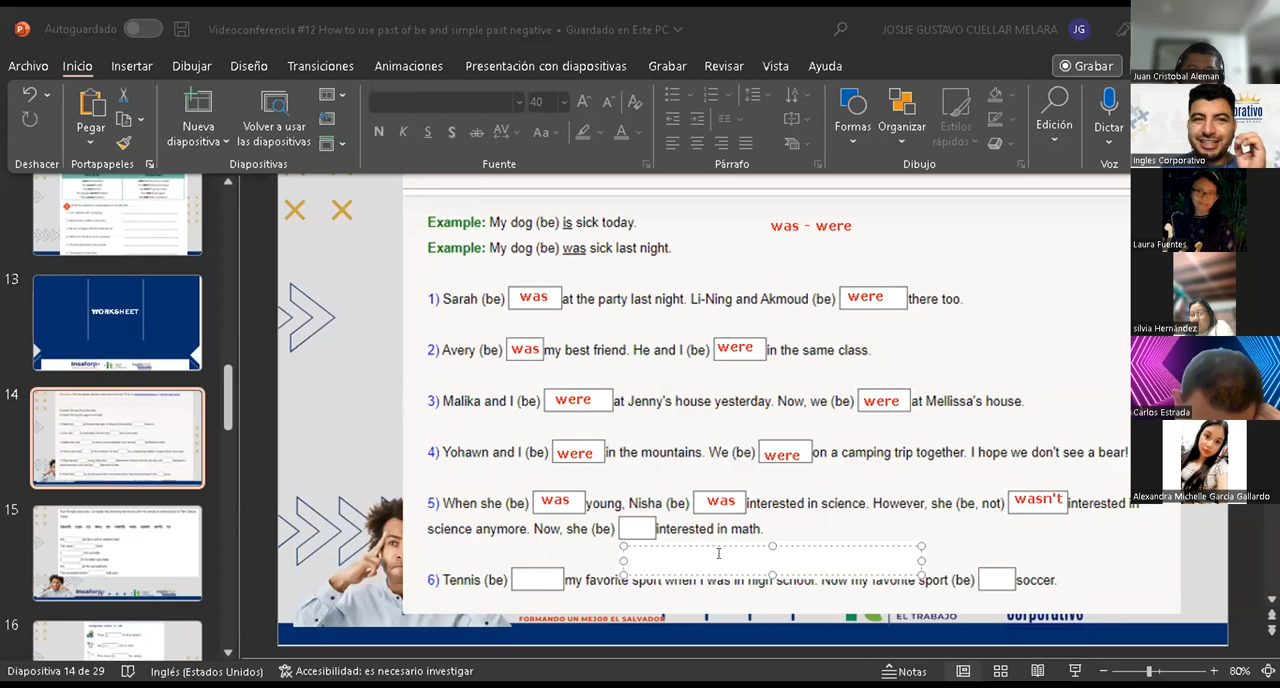 Autoguardado
Videoconferencia #12 How to use past of be and simple past negative • Guardado en Este PC
JOSUE GUSTAVO CUELLAR MELARA
JG
Archivo Inicio Insertar Dibujar Diseño Transiciones Animaciones Presentación con diapositivas Grabar Revisar Vista Ayuda
Grabar
Pegar
Nueva diapositiva
Volver a usar las diapositivas
40
N K S S ab AV Aa A
Formas
Organizar
Estilos rápidos
Edición
Dictar
Deshacer Portapapeles Diapositivas Fuente Párrafo Dibujo Voz
13
WORKSHEET
14
15
16
Example: My dog (be) is sick today.
was - were
Example: My dog (be) was sick last night.
1) Sarah (be) was at the party last night. Li-Ning and Akmoud (be) were there too.
2) Avery (be) was my best friend. He and I (be) were in the same class.
3) Malika and I (be) were at Jenny's house yesterday. Now, we (be) were at Mellissa's house.
4) Yohawn and I (be) were in the mountains. We (be) were on a camping trip together. I hope we don't see a bear!
5) When she (be) was young, Nisha (be) was interested in science. However, she (be, not) wasn't interested in
science anymore. Now, she (be) interested in math.
6) Tennis (be) my favorite sport when I was in high school. Now my favorite sport (be) soccer.
FORMANDO UN MEJOR EL SALVADOR
EL TRABAJO
corporativo
Juan Cristobal Aleman
Ingles Corporativo
Laura Fuentes
silvia Hernández
Carlos Estrada
Alexandra Michelle García Gallardo
Diapositiva 14 de 29
Inglés (Estados Unidos)
Accesibilidad: es necesario investigar
Notas
80%